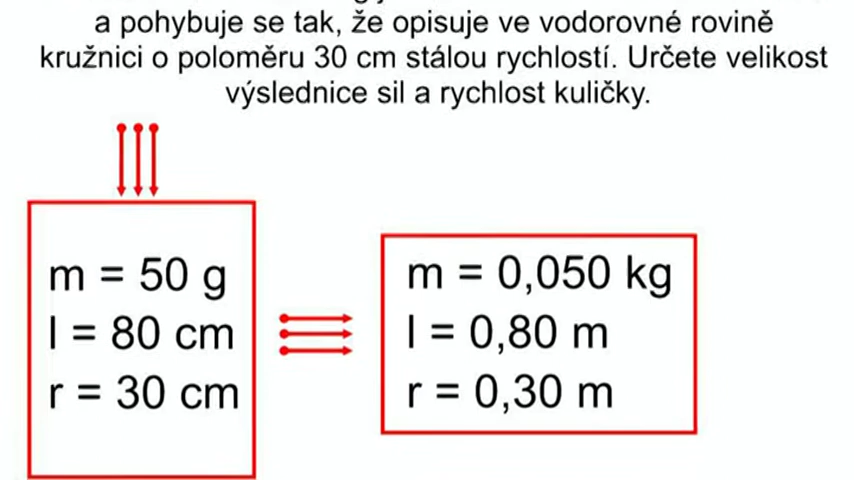 a pohybuje se tak, že opisuje ve vodorovné rovině
kružnici o poloměru 30 cm stálou rychlostí. Určete velikost
výslednice sil a rychlost kuličky.
m = 50 g
l = 80 cm
r = 30 cm
m = 0,050 kg
l = 0,80 m
r = 0,30 m